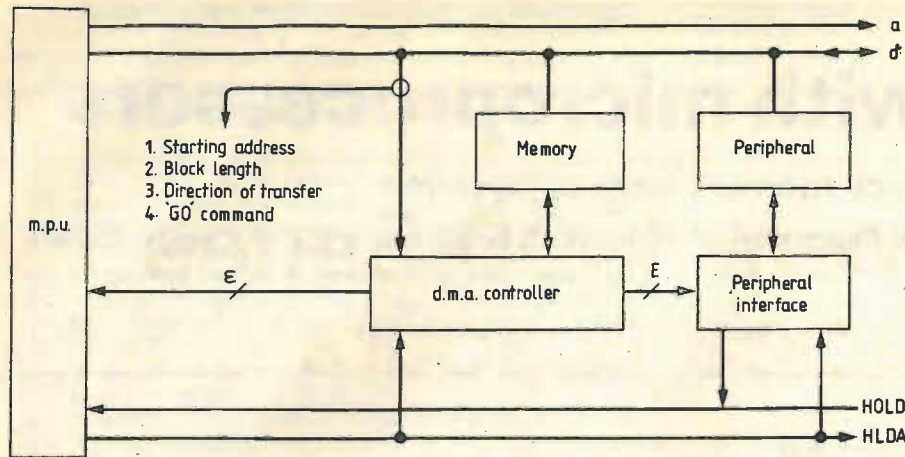 a
d
1. Starting address
2. Block length
3. Direction of transfer
4. 'GO' command
Memory
Peripheral
m.p.u.
ε
d.m.a. controller
E
Peripheral
interface
HOLD
HLDA